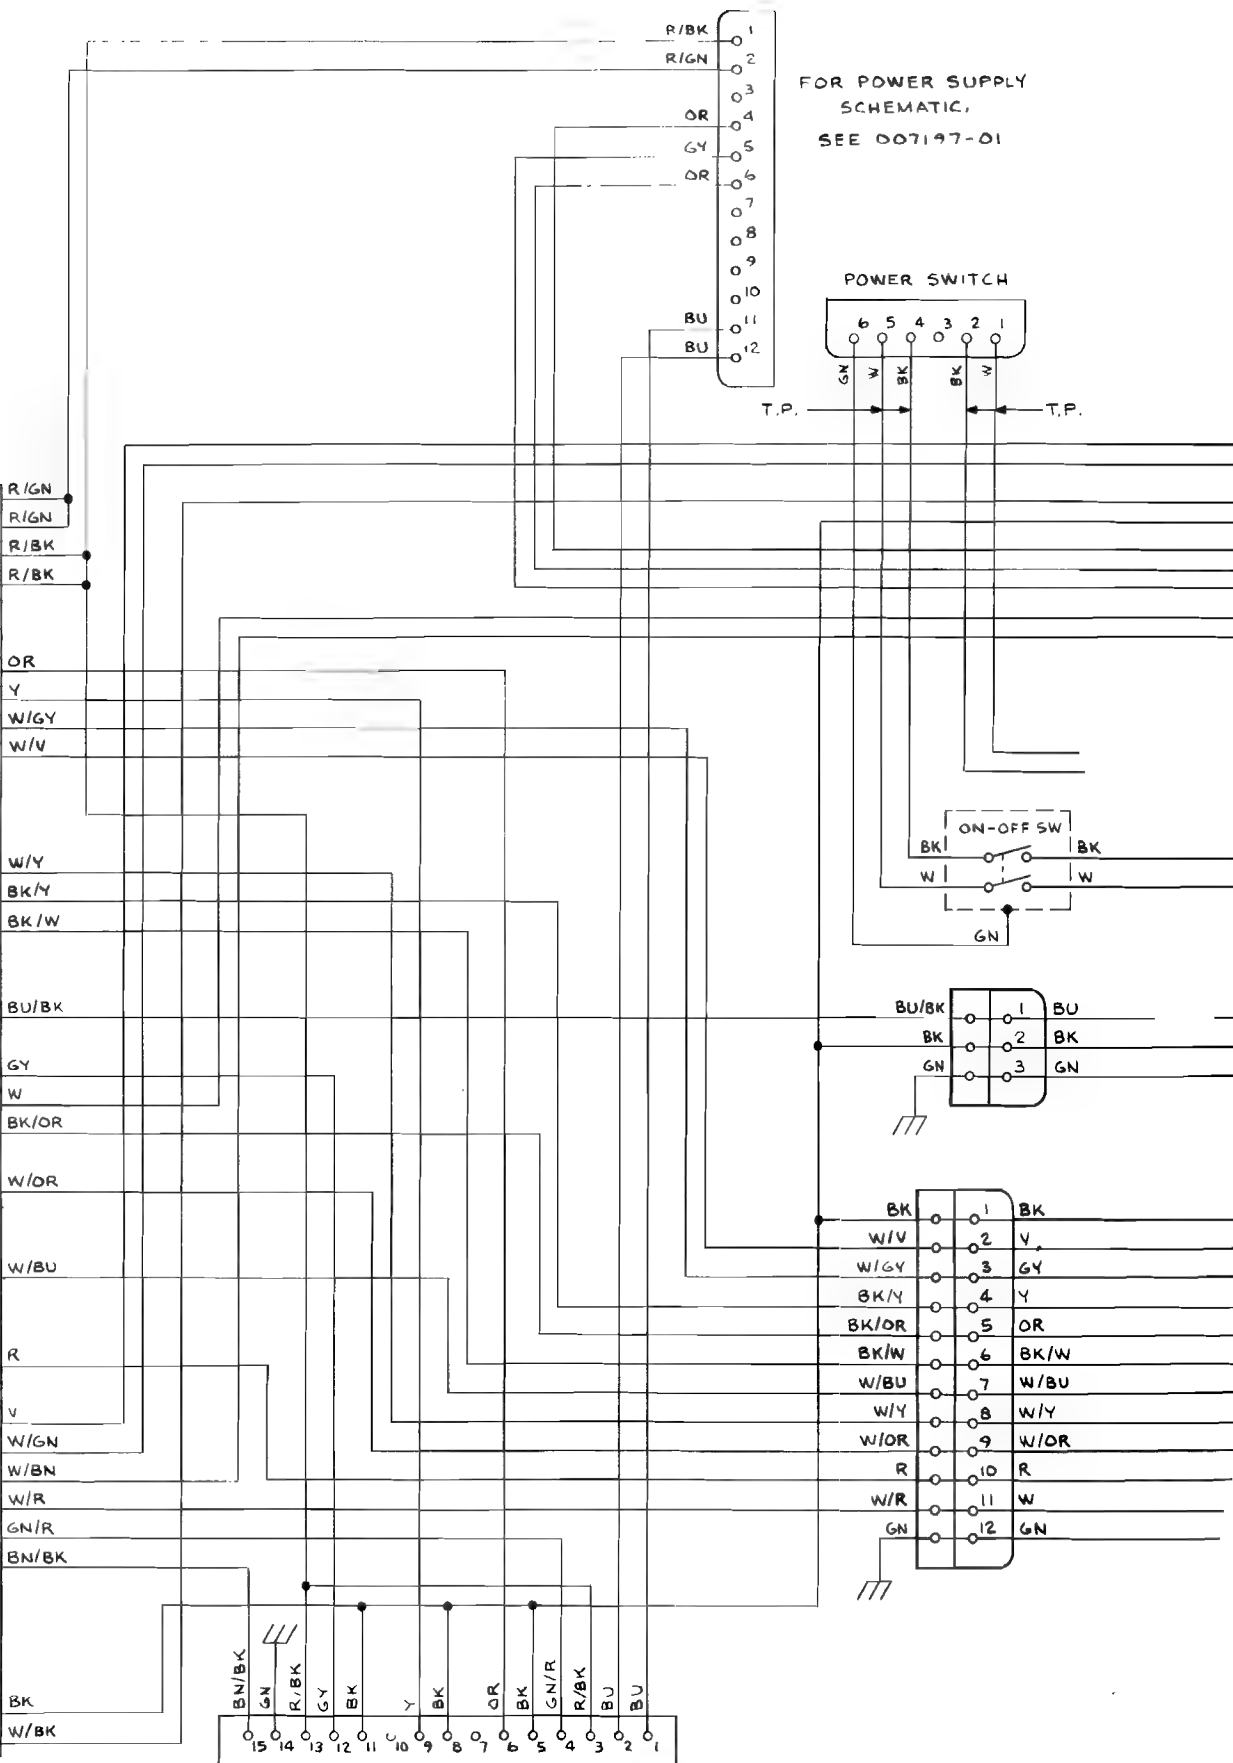 R/BK 1
R/GN 2
3
OR 4
GY 5
OR 6
7
8
9
10
BU 11
BU 12
FOR POWER SUPPLY
SCHEMATIC,
SEE 007197-01
POWER SWITCH
6 5 4 3 2 1
GN W BK BK W
T.P. T.P.
R/GN
R/GN
R/BK
R/BK
OR
Y
W/GY
W/V
W/Y
BK/Y
BK/W
BU/BK
GY
W
BK/OR
W/OR
W/BU
R
V
W/GN
W/BN
W/R
GN/R
BN/BK
BK
W/BK
ON-OFF SW
BK BK
W W
GN
BU/BK 1 BU
BK 2 BK
GN 3 GN
BK 1 BK
W/V 2 V
W/GY 3 GY
BK/Y 4 Y
BK/OR 5 OR
BK/W 6 BK/W
W/BU 7 W/BU
W/Y 8 W/Y
W/OR 9 W/OR
R 10 R
W/R 11 W
GN 12 GN
BN/BK GN R/BK GY BK Y BK OR BK GN/R R/BK BU BU
15 14 13 12 11 10 9 8 7 6 5 4 3 2 1